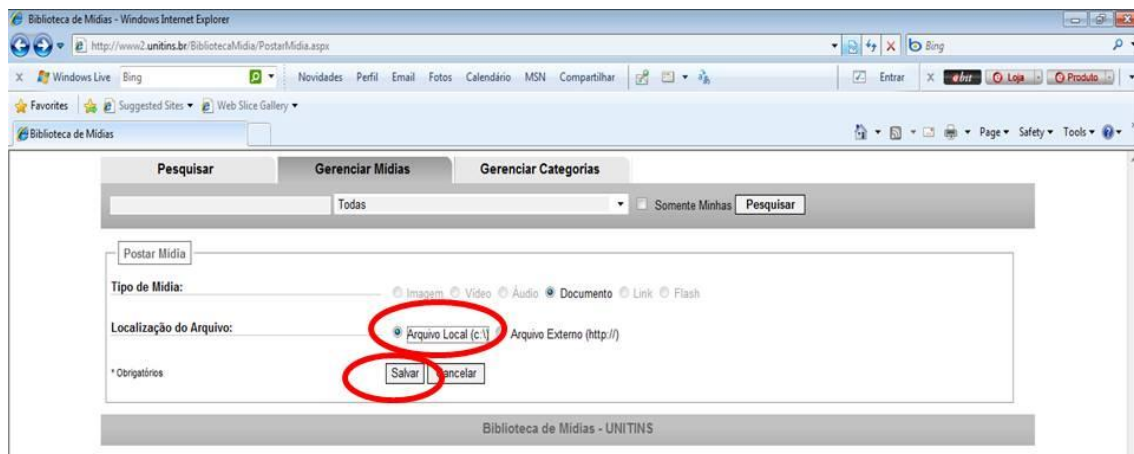 Biblioteca de Mídias - Windows Internet Explorer
http://www2.unitins.br/BibliotecaMidia/PostarMidia.aspx
Bing
X Windows Live Bing Novidades Perfil Email Fotos Calendário MSN Compartilhar Entrar X ebit Loja Produto
Favorites Suggested Sites Web Slice Gallery
Biblioteca de Mídias Page Safety Tools
Pesquisar Gerenciar Mídias Gerenciar Categorias
Todas Somente Minhas Pesquisar
Postar Mídia
Tipo de Mídia: Imagem Vídeo Áudio Documento Link Flash
Localização do Arquivo: Arquivo Local (c:\) Arquivo Externo (http://)
* Obrigatórios Salvar Cancelar
Biblioteca de Mídias - UNITINS